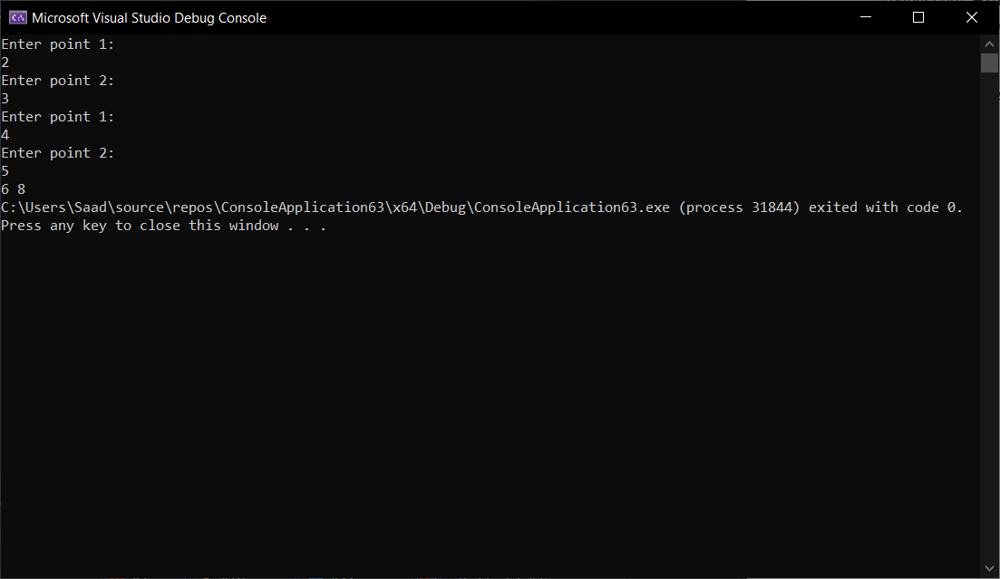 Microsoft Visual Studio Debug Console
Enter point 1:
2
Enter point 2:
3
Enter point 1:
4
Enter point 2:
5
6 8
C:\Users\Saad\source\repos\ConsoleApplication63\x64\Debug\ConsoleApplication63.exe (process 31844) exited with code 0.
Press any key to close this window . . .